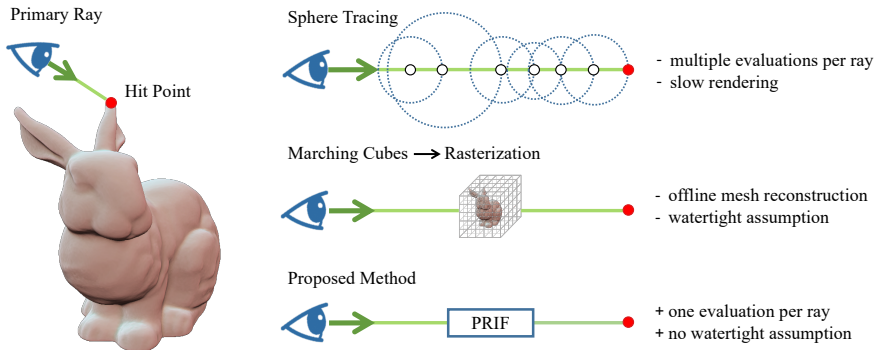 Primary Ray
Hit Point
Sphere Tracing
- multiple evaluations per ray
- slow rendering
Marching Cubes → Rasterization
- offline mesh reconstruction
- watertight assumption
Proposed Method
PRIF
+ one evaluation per ray
+ no watertight assumption